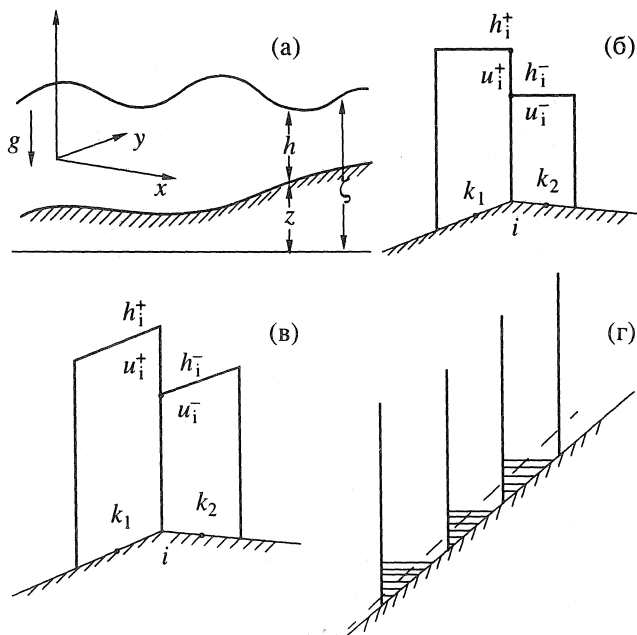 (а)
g
y
x
h
z
ζ
(б)
h_i^+
u_i^+
h_i^-
u_i^-
k_1
k_2
i
(в)
h_i^+
u_i^+
h_i^-
u_i^-
k_1
k_2
i
(г)